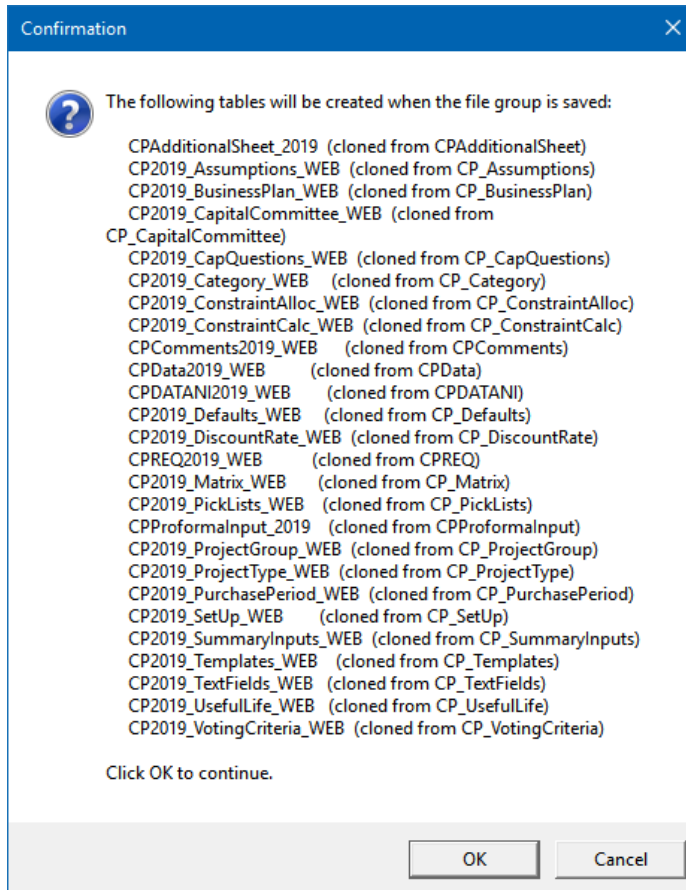 Confirmation
The following tables will be created when the file group is saved:
CPAdditionalSheet_2019 (cloned from CPAdditionalSheet)
CP2019_Assumptions_WEB (cloned from CP_Assumptions)
CP2019_BusinessPlan_WEB (cloned from CP_BusinessPlan)
CP2019_CapitalCommittee_WEB (cloned from
CP_CapitalCommittee)
CP2019_CapQuestions_WEB (cloned from CP_CapQuestions)
CP2019_Category_WEB (cloned from CP_Category)
CP2019_ConstraintAlloc_WEB (cloned from CP_ConstraintAlloc)
CP2019_ConstraintCalc_WEB (cloned from CP_ConstraintCalc)
CPComments2019_WEB (cloned from CPComments)
CPData2019_WEB (cloned from CPData)
CPDATANI2019_WEB (cloned from CPDATANI)
CP2019_Defaults_WEB (cloned from CP_Defaults)
CP2019_DiscountRate_WEB (cloned from CP_DiscountRate)
CPREQ2019_WEB (cloned from CPREQ)
CP2019_Matrix_WEB (cloned from CP_Matrix)
CP2019_PickLists_WEB (cloned from CP_PickLists)
CPProformaInput_2019 (cloned from CPProformaInput)
CP2019_ProjectGroup_WEB (cloned from CP_ProjectGroup)
CP2019_ProjectType_WEB (cloned from CP_ProjectType)
CP2019_PurchasePeriod_WEB (cloned from CP_PurchasePeriod)
CP2019_SetUp_WEB (cloned from CP_SetUp)
CP2019_SummaryInputs_WEB (cloned from CP_SummaryInputs)
CP2019_Templates_WEB (cloned from CP_Templates)
CP2019_TextFields_WEB (cloned from CP_TextFields)
CP2019_UsefulLife_WEB (cloned from CP_UsefulLife)
CP2019_VotingCriteria_WEB (cloned from CP_VotingCriteria)
Click OK to continue.
OK Cancel